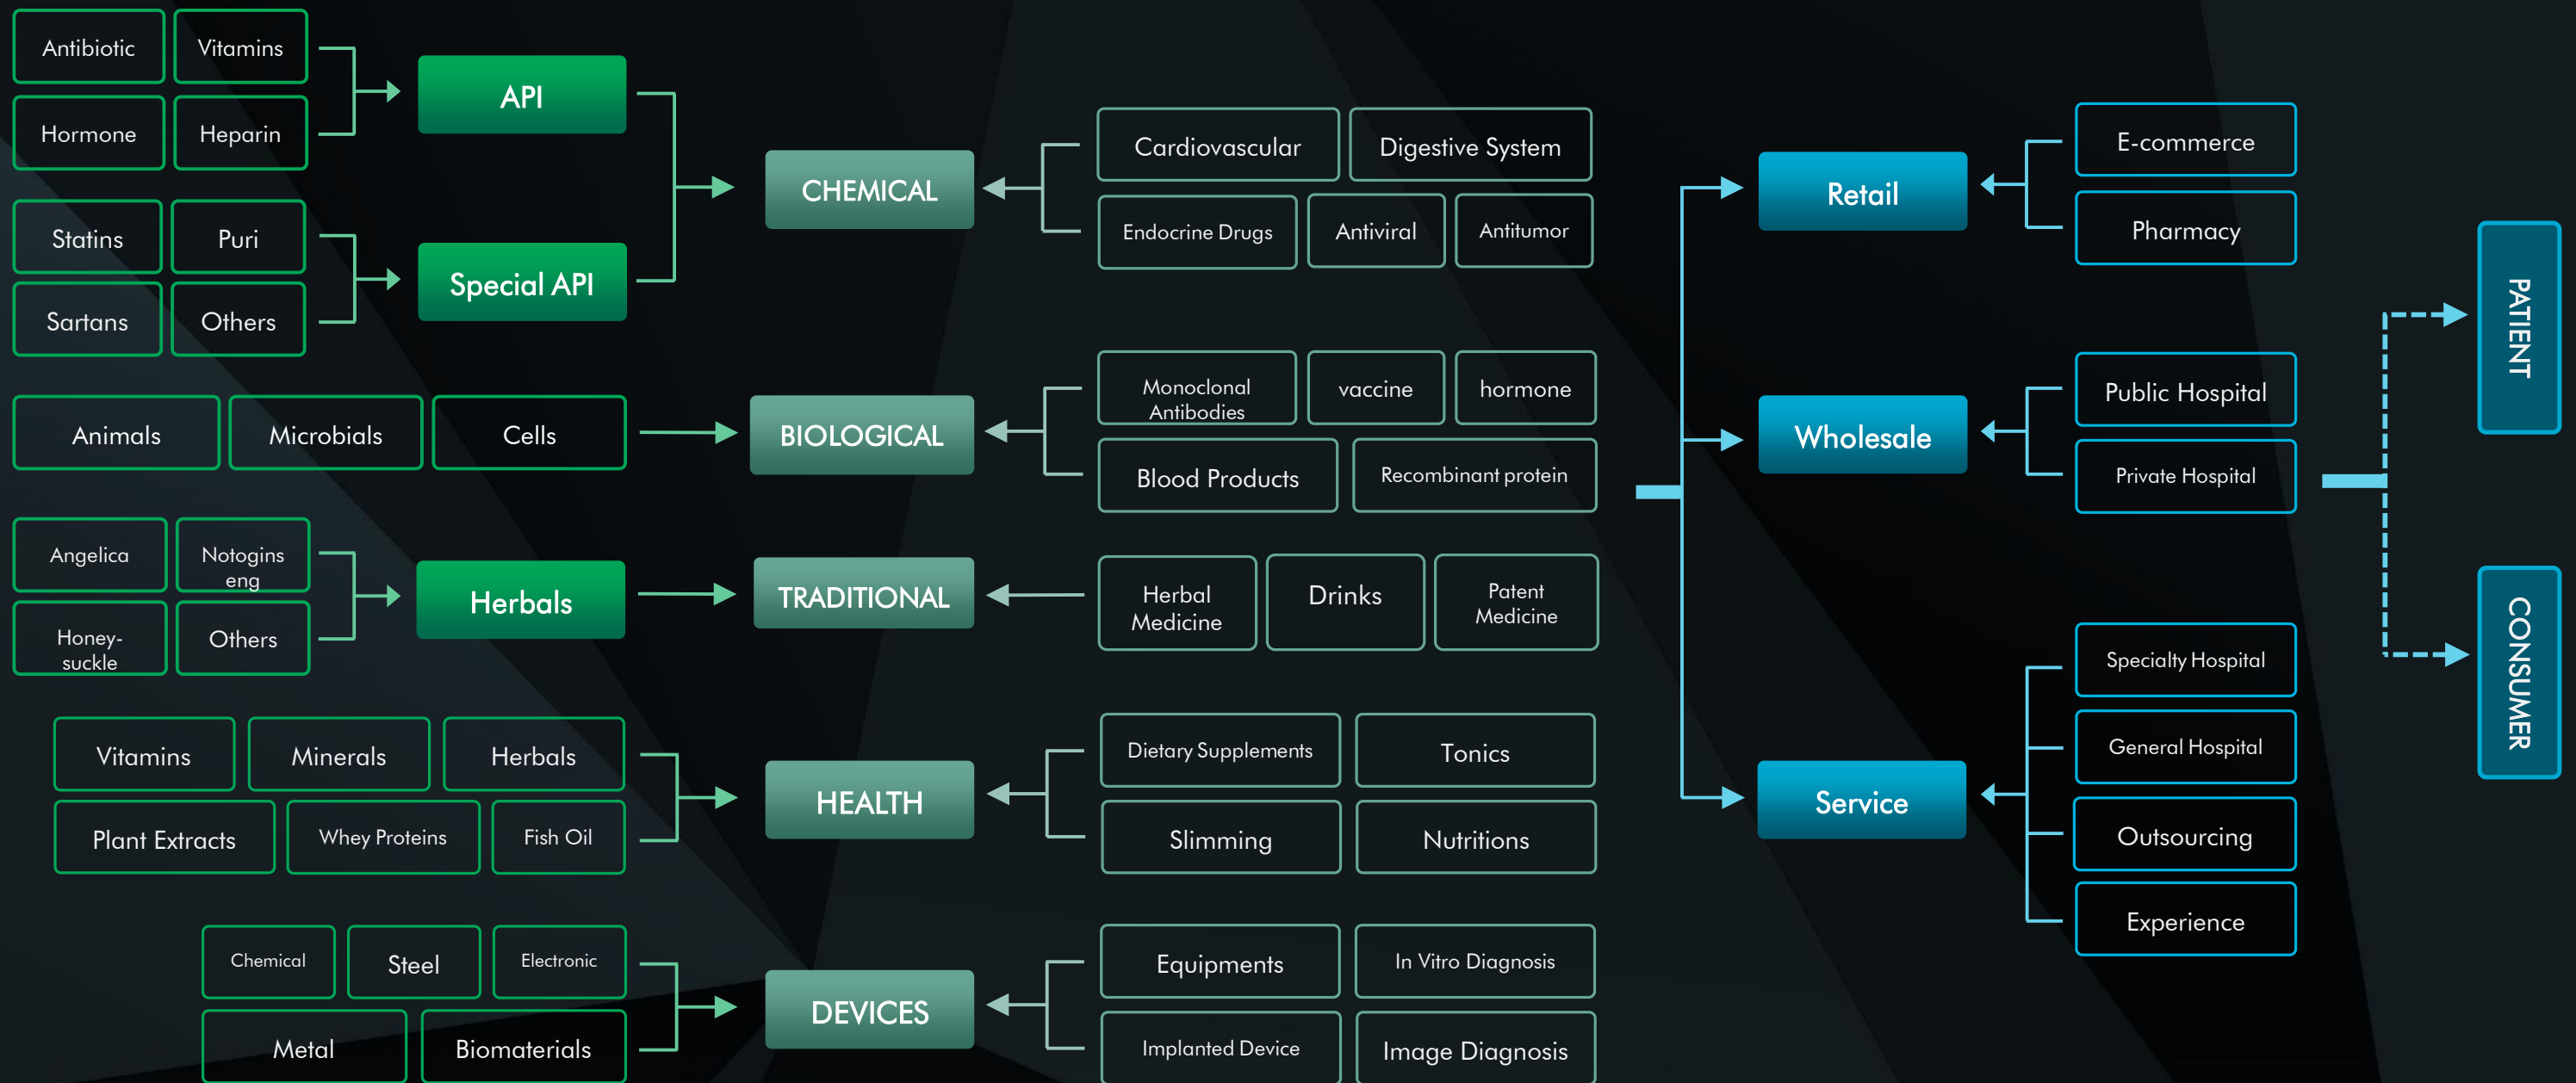 Antibiotic
Vitamins
Hormone
Heparin
API
Statins
Puri
Sartans
Others
Special API
CHEMICAL
Cardiovascular
Digestive System
Endocrine Drugs
Antiviral
Antitumor
Animals
Microbials
Cells
BIOLOGICAL
Monoclonal
Antibodies
vaccine
hormone
Blood Products
Recombinant protein
Angelica
Notogins
eng
Honey-
suckle
Others
Herbals
TRADITIONAL
Herbal
Medicine
Drinks
Patent
Medicine
Vitamins
Minerals
Herbals
Plant Extracts
Whey Proteins
Fish Oil
HEALTH
Dietary Supplements
Tonics
Slimming
Nutritions
Chemical
Steel
Electronic
Metal
Biomaterials
DEVICES
Equipments
In Vitro Diagnosis
Implanted Device
Image Diagnosis
Retail
E-commerce
Pharmacy
Wholesale
Public Hospital
Private Hospital
Service
Specialty Hospital
General Hospital
Outsourcing
Experience
PATIENT
CONSUMER